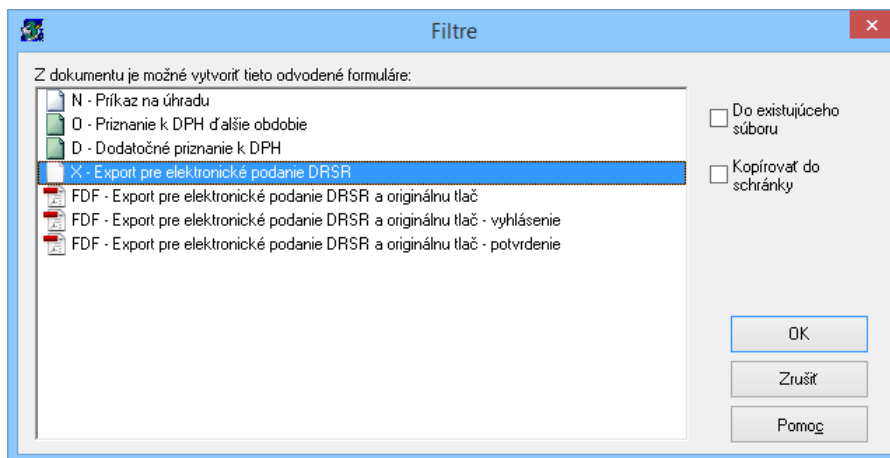 Filtre
Z dokumentu je možné vytvoriť tieto odvodené formuláre:
N - Príkaz na úhradu
O - Priznanie k DPH ďalšie obdobie
D - Dodatočné priznanie k DPH
X - Export pre elektronické podanie DRSR
FDF - Export pre elektronické podanie DRSR a originálnu tlač
FDF - Export pre elektronické podanie DRSR a originálnu tlač - vyhlásenie
FDF - Export pre elektronické podanie DRSR a originálnu tlač - potvrdenie
Do existujúceho
súboru
Kopírovať do
schránky
OK
Zrušiť
Pomoc